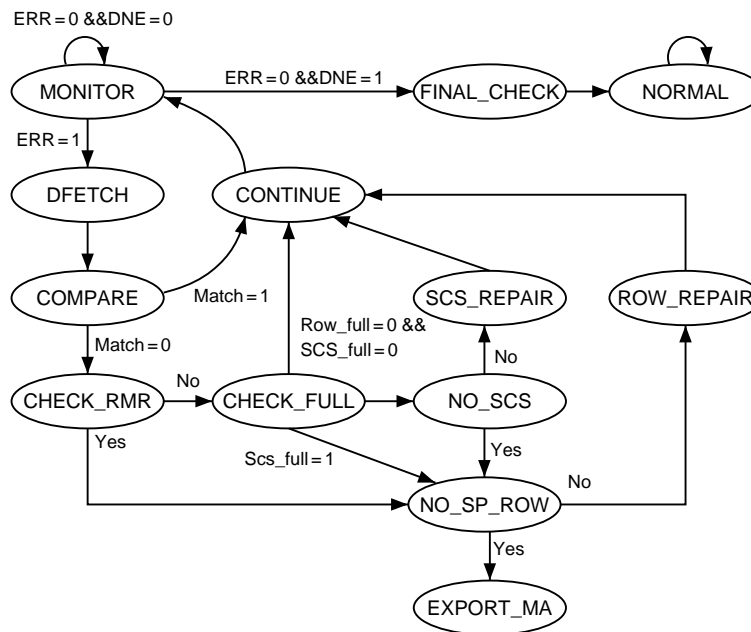 ERR=0 &&DNE=0
MONITOR
ERR=0 &&DNE=1
FINAL_CHECK
NORMAL
ERR=1
DFETCH
CONTINUE
COMPARE
Match=1
SCS_REPAIR
ROW_REPAIR
Row_full=0 &&
SCS_full=0
Match=0
No
No
CHECK_RMR
CHECK_FULL
NO_SCS
Yes
Scs_full=1
Yes
No
NO_SP_ROW
Yes
EXPORT_MA